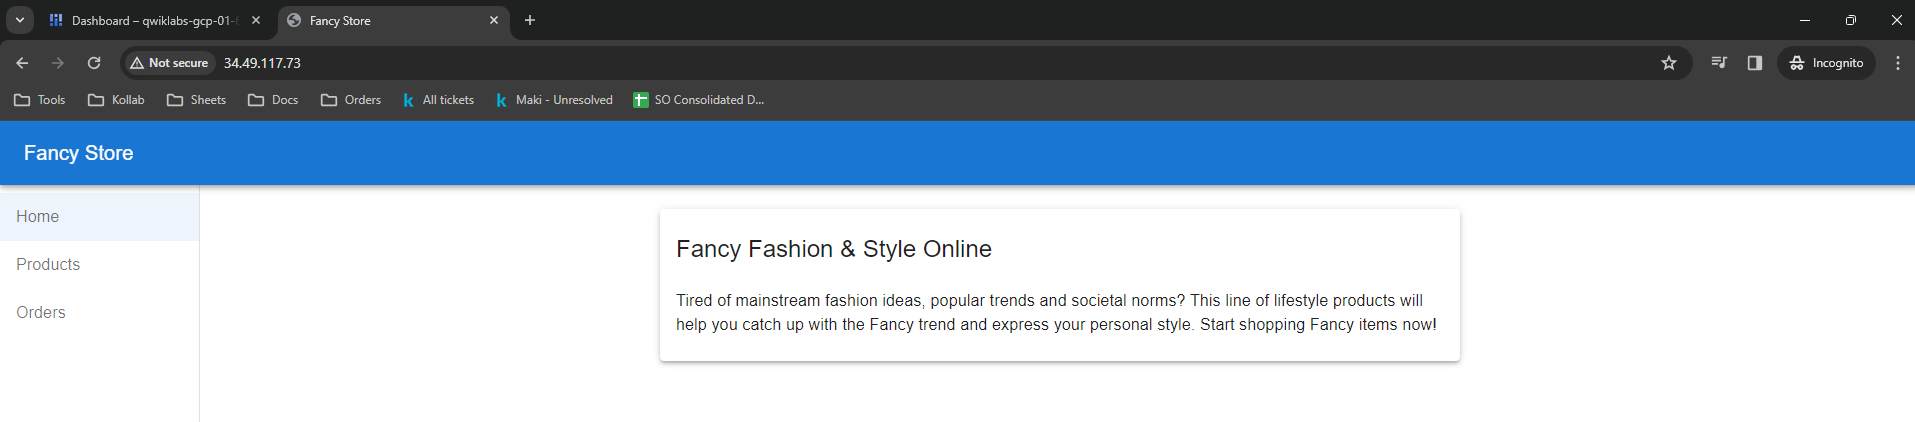 Dashboard – qwiklabs-gcp-01-
Fancy Store
Not secure
34.49.117.73
Incognito
Tools
Kollab
Sheets
Docs
Orders
All tickets
Maki - Unresolved
SO Consolidated D...
Fancy Store
Home
Products
Orders
Fancy Fashion & Style Online
Tired of mainstream fashion ideas, popular trends and societal norms? This line of lifestyle products will
help you catch up with the Fancy trend and express your personal style. Start shopping Fancy items now!